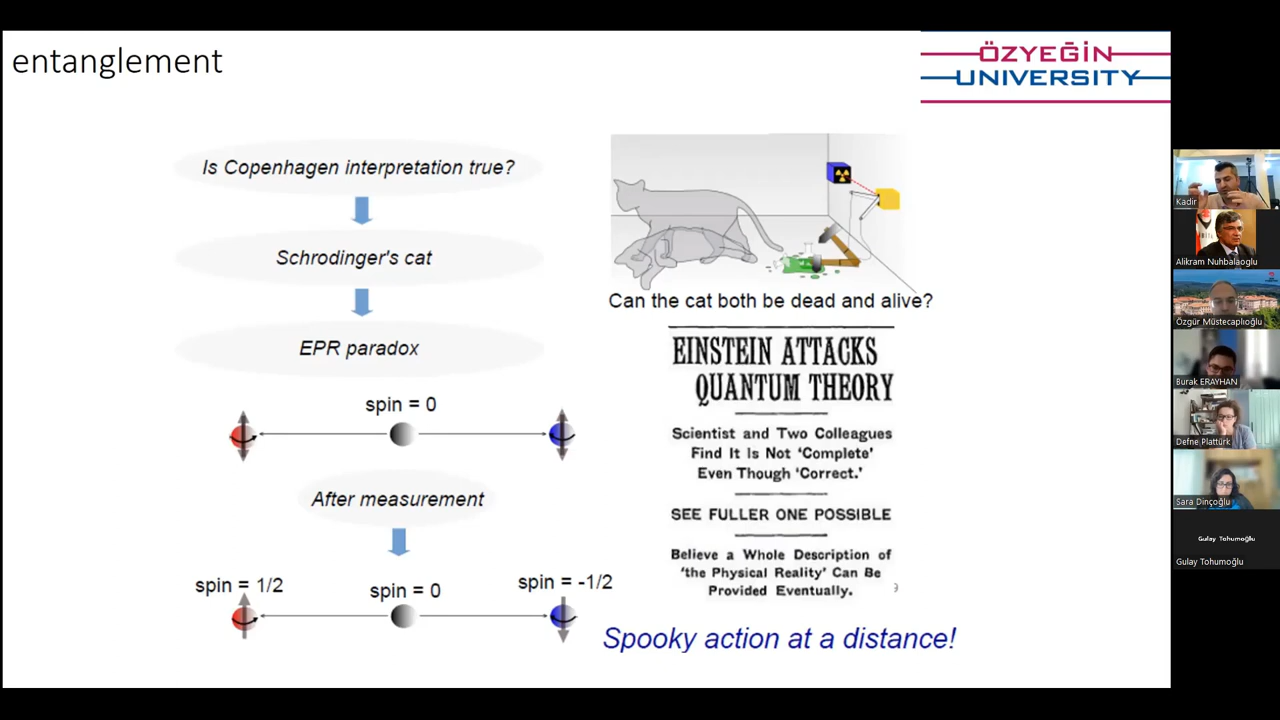 entanglement
ÖZYEĞİN
UNIVERSITY
Is Copenhagen interpretation true?
Schrodinger's cat
EPR paradox
spin = 0
After measurement
spin = 1/2
spin = 0
spin = -1/2
Can the cat both be dead and alive?
EINSTEIN ATTACKS
QUANTUM THEORY
Scientist and Two Colleagues
Find It Is Not 'Complete'
Even Though 'Correct.'
SEE FULLER ONE POSSIBLE
Believe a Whole Description of
'the Physical Reality' Can Be
Provided Eventually.
9
Spooky action at a distance!
Kadir
Alikram Nuhbalaoglu
Özgür Müstecaplıoğlu
Burak ERAYHAN
Defne Plattürk
Sara Dinçoğlu
Gulay Tohumoğlu
Gulay Tohumoğlu